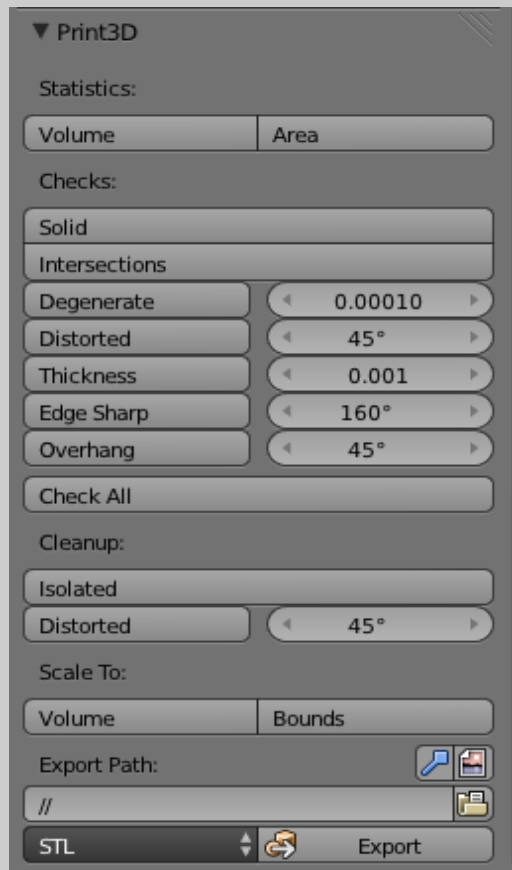 Print3D
Statistics:
Volume Area
Checks:
Solid
Intersections
Degenerate 0.00010
Distorted 45°
Thickness 0.001
Edge Sharp 160°
Overhang 45°
Check All
Cleanup:
Isolated
Distorted 45°
Scale To:
Volume Bounds
Export Path:
//
STL Export